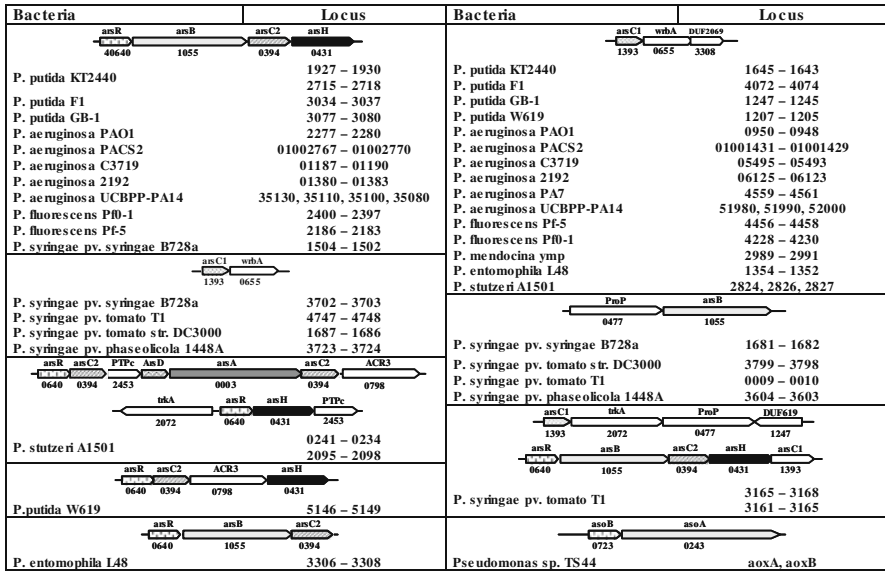 Bacteria Locus
arsR arsB arsC2 arsH
40640 1055 0394 0431
P. putida KT2440 1927 – 1930
2715 – 2718
P. putida F1 3034 – 3037
P. putida GB-1 3077 – 3080
P. aeruginosa PAO1 2277 – 2280
P. aeruginosa PACS2 01002767 – 01002770
P. aeruginosa C3719 01187 – 01190
P. aeruginosa 2192 01380 – 01383
P. aeruginosa UCBPP-PA14 35130, 35110, 35100, 35080
P. fluorescens Pf0-1 2400 – 2397
P. fluorescens Pf-5 2186 – 2183
P. syringae pv. syringae B728a 1504 – 1502
arsC1 wrbA
1393 0655
P. syringae pv. syringae B728a 3702 – 3703
P. syringae pv. tomato T1 4747 – 4748
P. syringae pv. tomato str. DC3000 1687 – 1686
P. syringae pv. phaseolicola 1448A 3723 – 3724
arsR arsC2 PTPc ArsD arsA arsC2 ACR3
0640 0394 2453 0003 0394 0798
trkA arsR arsH PTPc
2072 0640 0431 2453
P. stutzeri A1501 0241 – 0234
2095 – 2098
arsR arsC2 ACR3 arsH
0640 0394 0798 0431
P.putida W619 5146 – 5149
arsR arsB arsC2
0640 1055 0394
P. entomophila L48 3306 – 3308
Bacteria Locus
arsC1 wrbA DUF2069
1393 0655 3308
P. putida KT2440 1645 – 1643
P. putida F1 4072 – 4074
P. putida GB-1 1247 – 1245
P. putida W619 1207 – 1205
P. aeruginosa PAO1 0950 – 0948
P. aeruginosa PACS2 01001431 – 01001429
P. aeruginosa C3719 05495 – 05493
P. aeruginosa 2192 06125 – 06123
P. aeruginosa PA7 4559 – 4561
P. aeruginosa UCBPP-PA14 51980, 51990, 52000
P. fluorescens Pf-5 4456 – 4458
P. fluorescens Pf0-1 4228 – 4230
P. mendocina ymp 2989 – 2991
P. entomophila L48 1354 – 1352
P. stutzeri A1501 2824, 2826, 2827
ProP arsB
0477 1055
P. syringae pv. syringae B728a 1681 – 1682
P. syringae pv. tomato str. DC3000 3799 – 3798
P. syringae pv. tomato T1 0009 – 0010
P. syringae pv. phaseolicola 1448A 3604 – 3603
arsC1 trkA ProP DUF619
1393 2072 0477 1247
arsR arsB arsC2 arsH arsC1
0640 1055 0394 0431 1393
P. syringae pv. tomato T1 3165 – 3168
3161 – 3165
asoB asoA
0723 0243
Pseudomonas sp. TS44 aoxA, aoxB